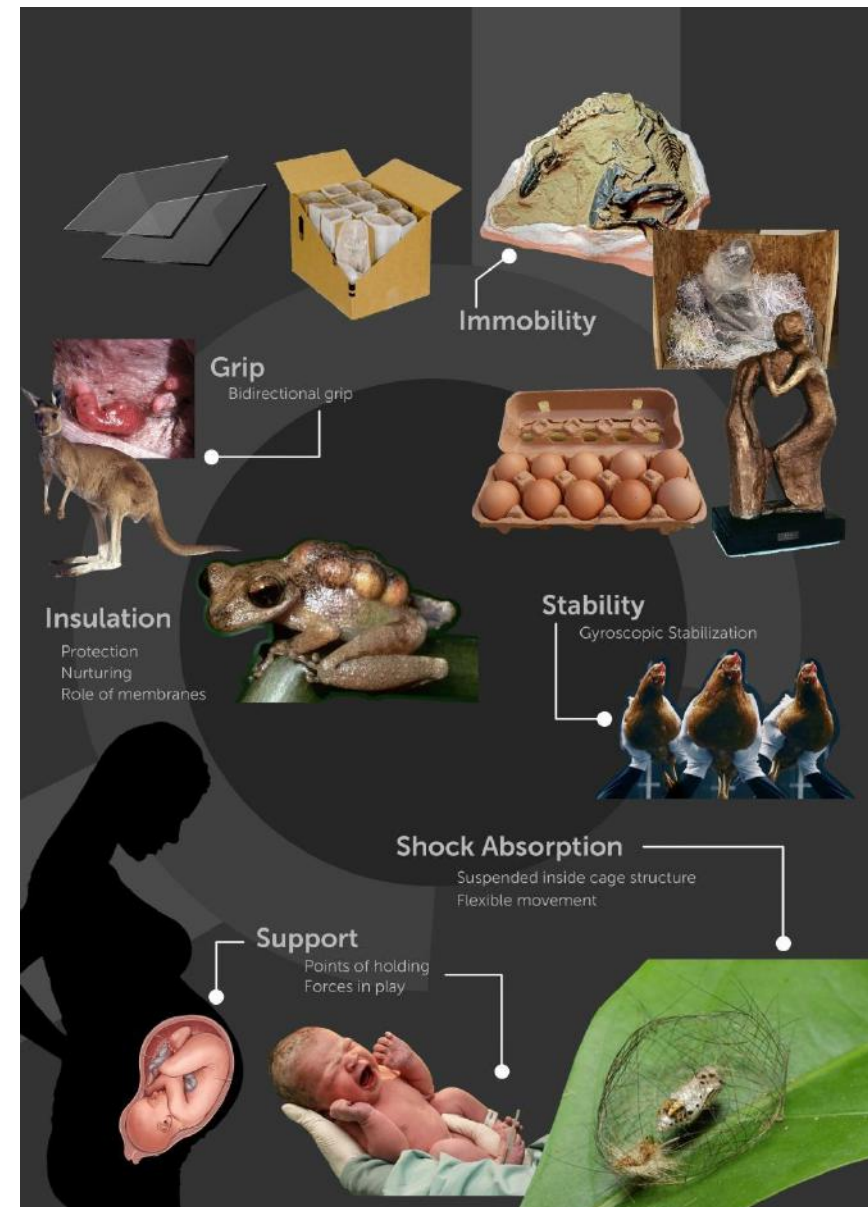 Immobility
Grip
Bidirectional grip
Insulation
Protection
Nurturing
Role of membranes
Stability
Gyroscopic Stabilization
Shock Absorption
Suspended inside cage structure
Flexible movement
Support
Points of holding
Forces in play